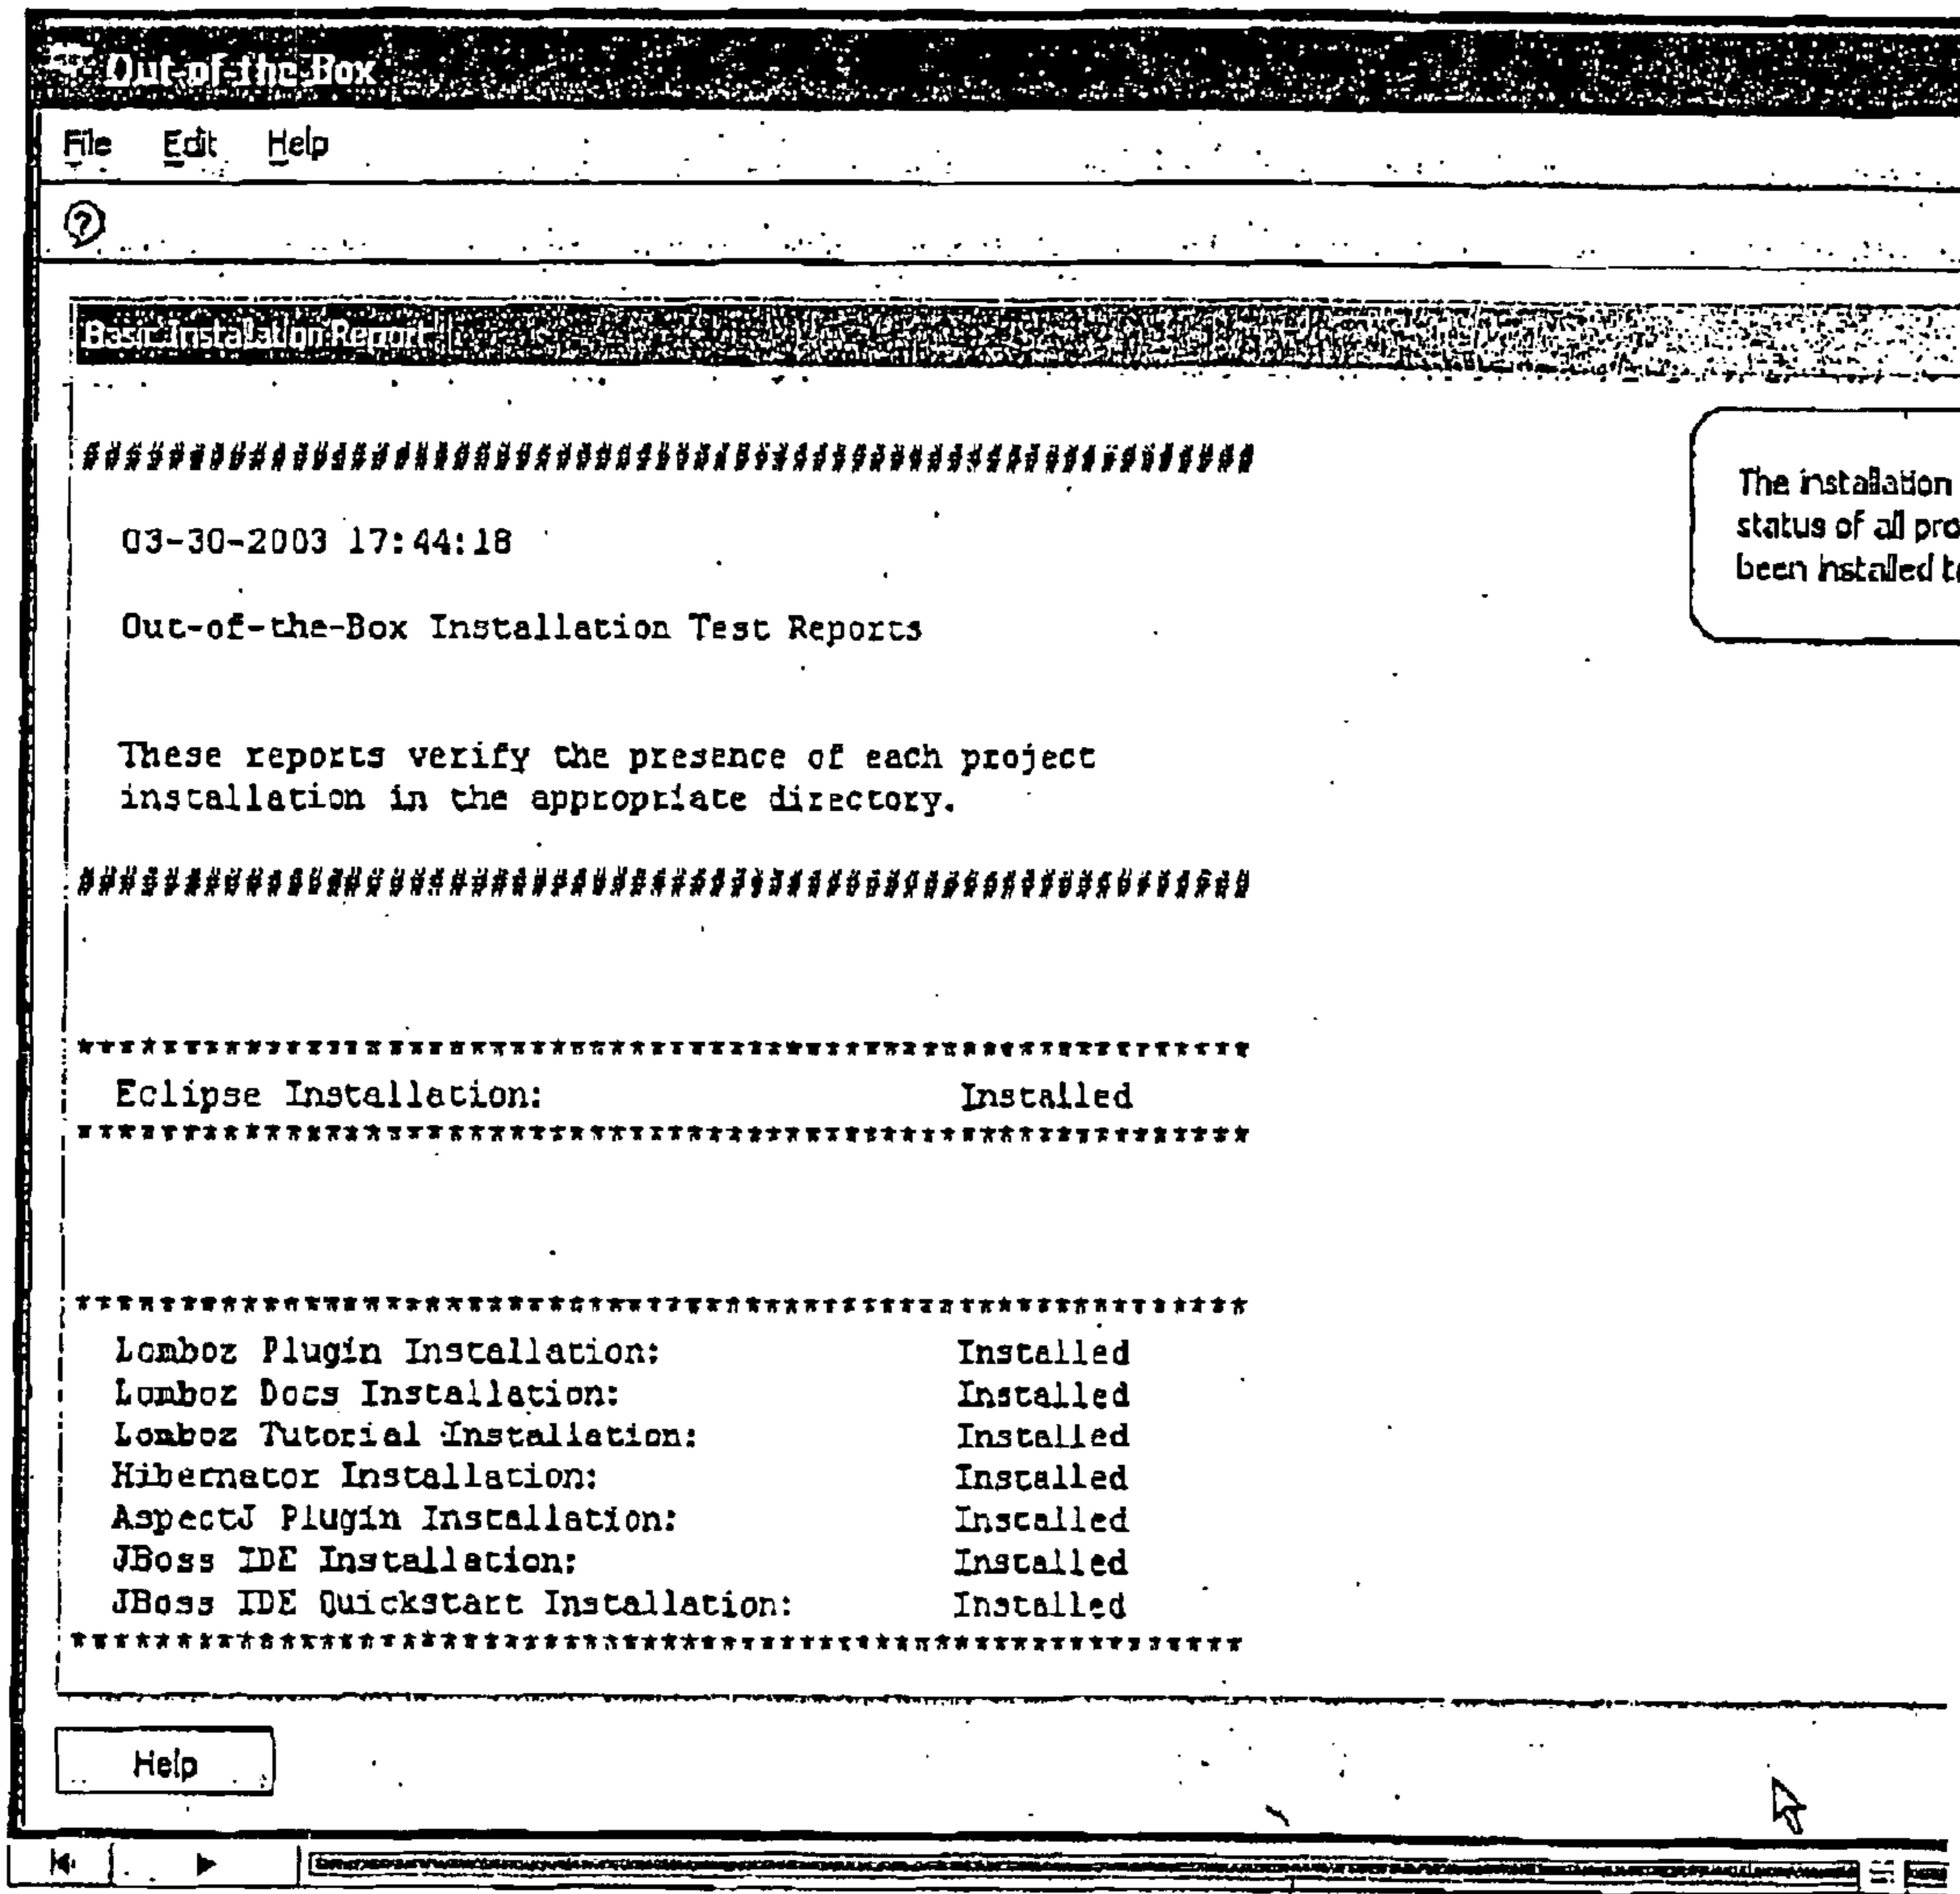 Out-of-the-Box
File Edit Help
Basic Installation Report
########################################################
03-30-2003 17:44:18
Out-of-the-Box Installation Test Reports
These reports verify the presence of each project
installation in the appropriate directory.
########################################################
The installation
status of all pro
been installed to
********************************************************
Eclipse Installation: Installed
********************************************************
********************************************************
Lomboz Plugin Installation: Installed
Lomboz Docs Installation: Installed
Lomboz Tutorial Installation: Installed
Hibernator Installation: Installed
AspectJ Plugin Installation: Installed
JBoss IDE Installation: Installed
JBoss IDE Quickstart Installation: Installed
********************************************************
Help